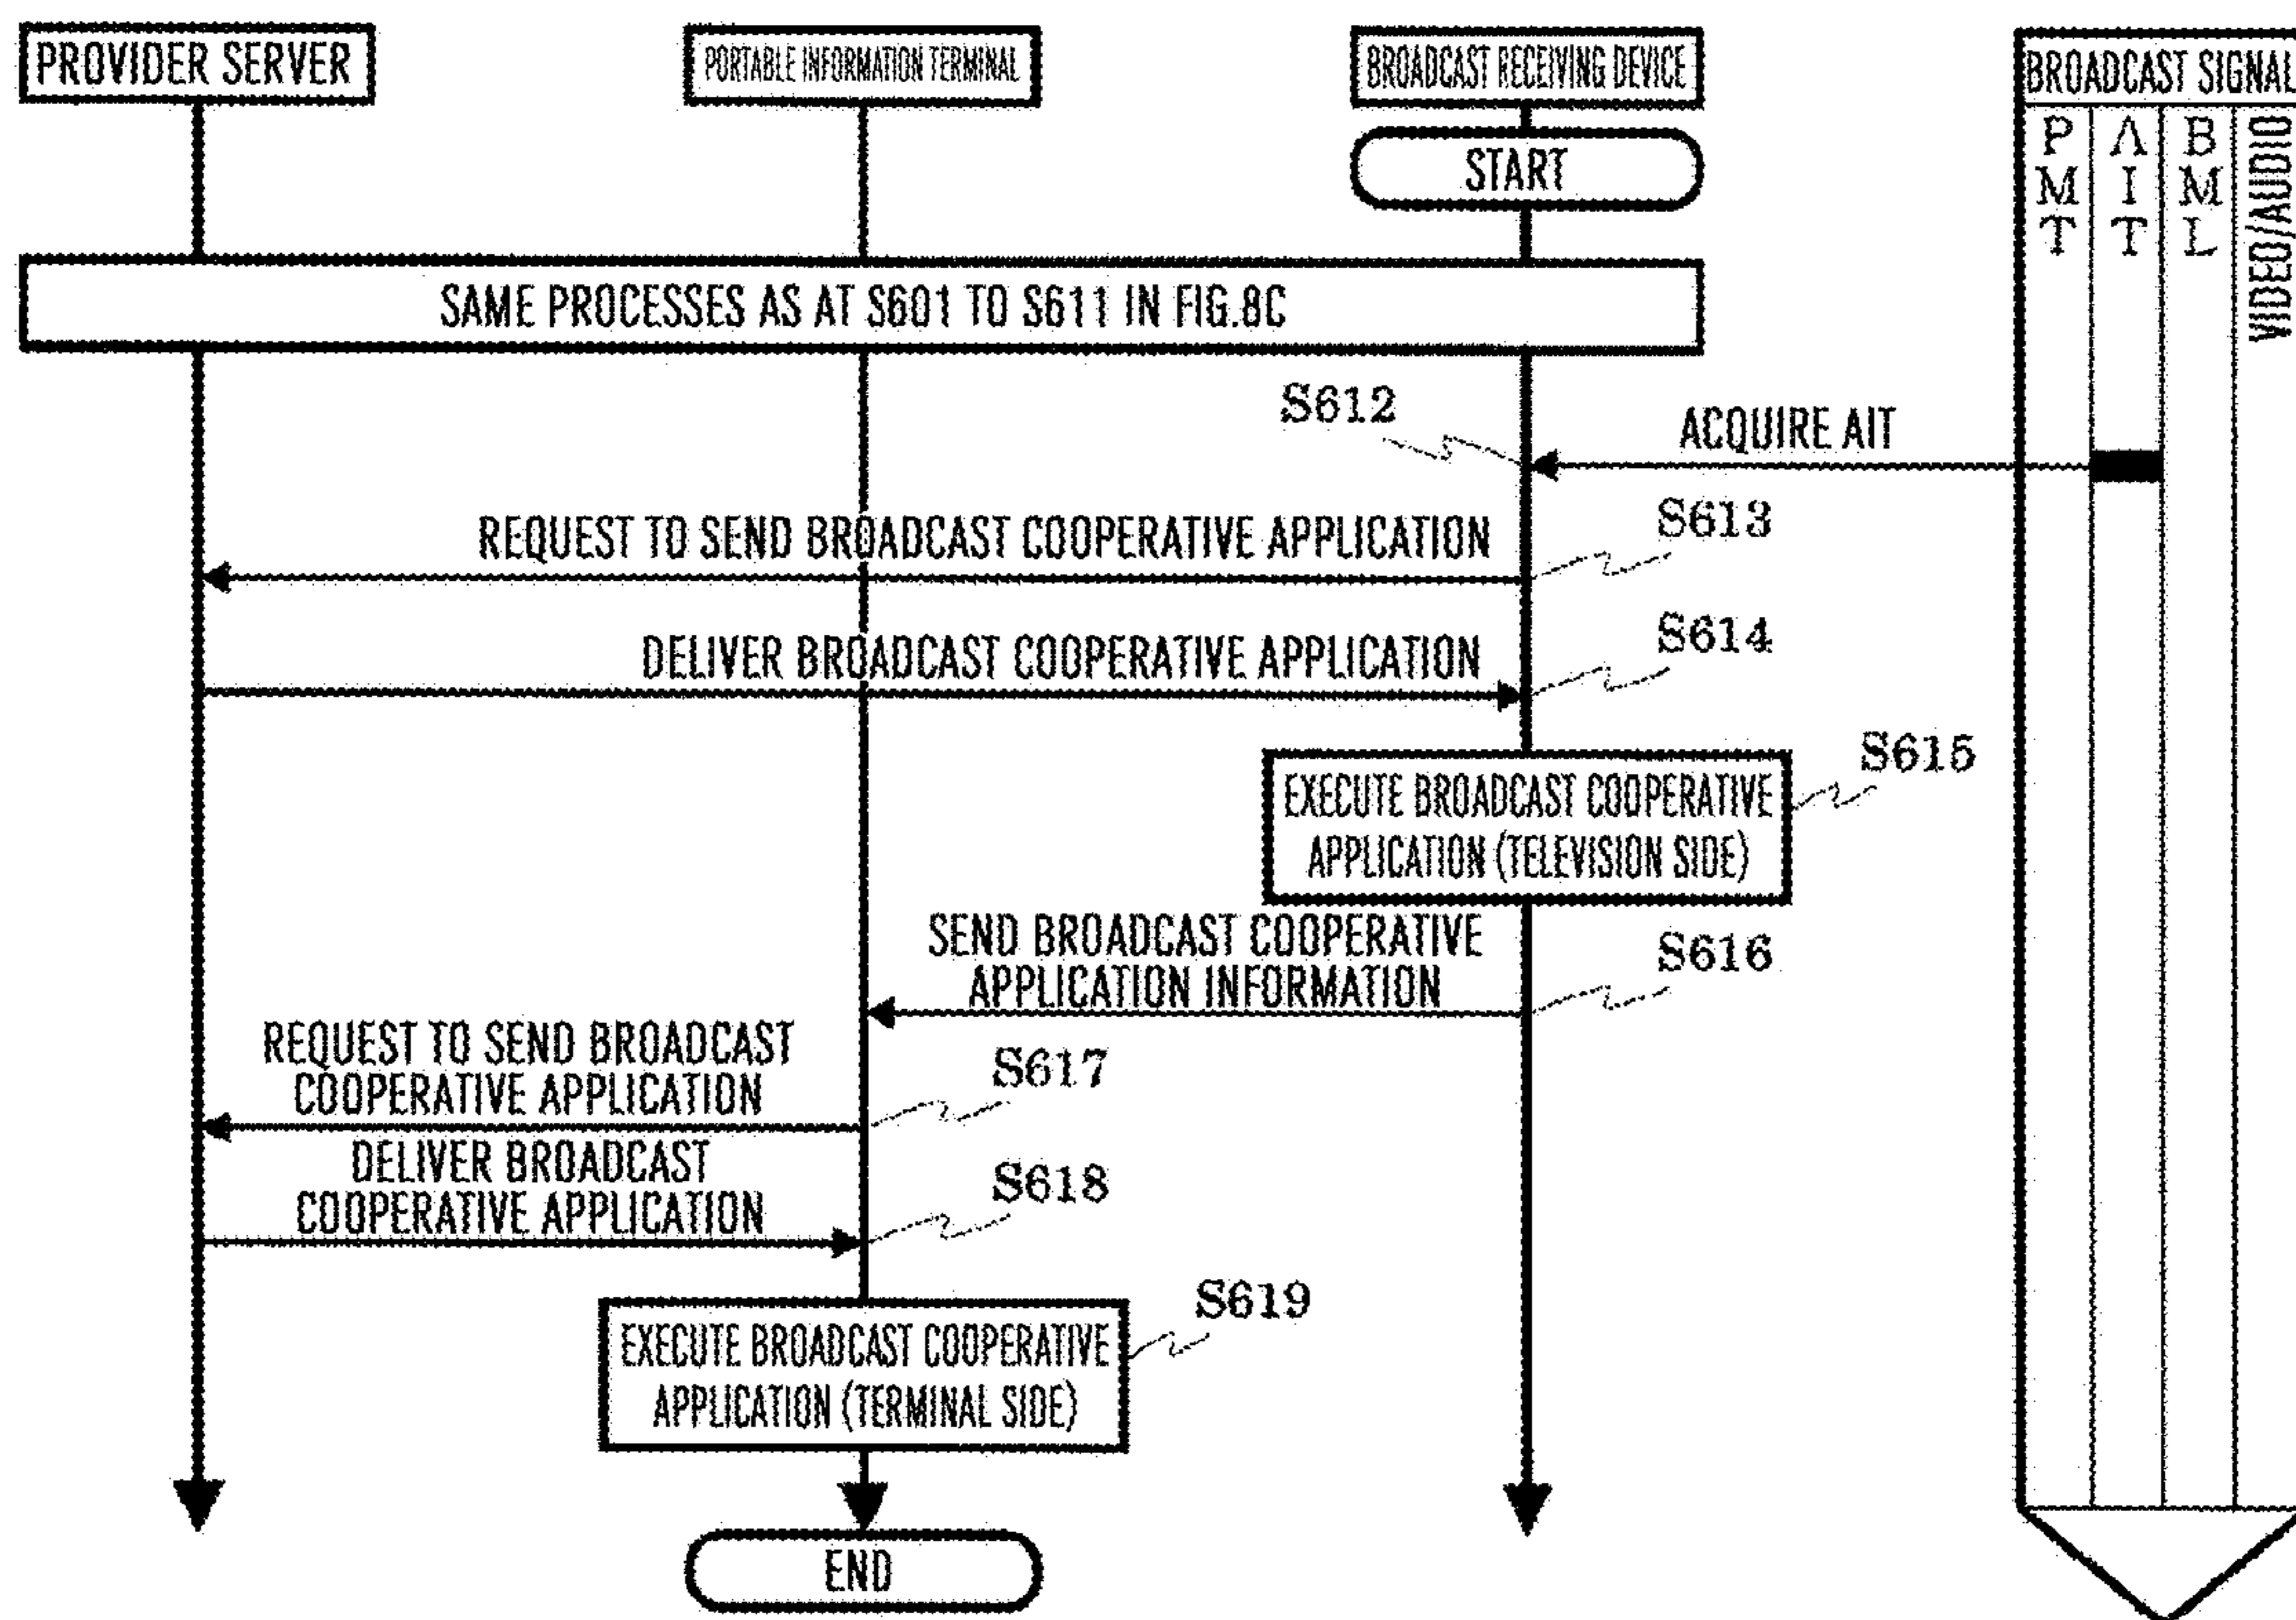 PROVIDER SERVER
PORTABLE INFORMATION TERMINAL
BROADCAST RECEIVING DEVICE
BROADCAST SIGNAL
PMT
AIT
BML
VIDEO/AUDIO
START
SAME PROCESSES AS AT S601 TO S611 IN FIG.8C
S612
ACQUIRE AIT
REQUEST TO SEND BROADCAST COOPERATIVE APPLICATION
S613
DELIVER BROADCAST COOPERATIVE APPLICATION
S614
EXECUTE BROADCAST COOPERATIVE
APPLICATION (TELEVISION SIDE)
S615
SEND BROADCAST COOPERATIVE
APPLICATION INFORMATION
S616
REQUEST TO SEND BROADCAST
COOPERATIVE APPLICATION
S617
DELIVER BROADCAST
COOPERATIVE APPLICATION
S618
EXECUTE BROADCAST COOPERATIVE
APPLICATION (TERMINAL SIDE)
S619
END